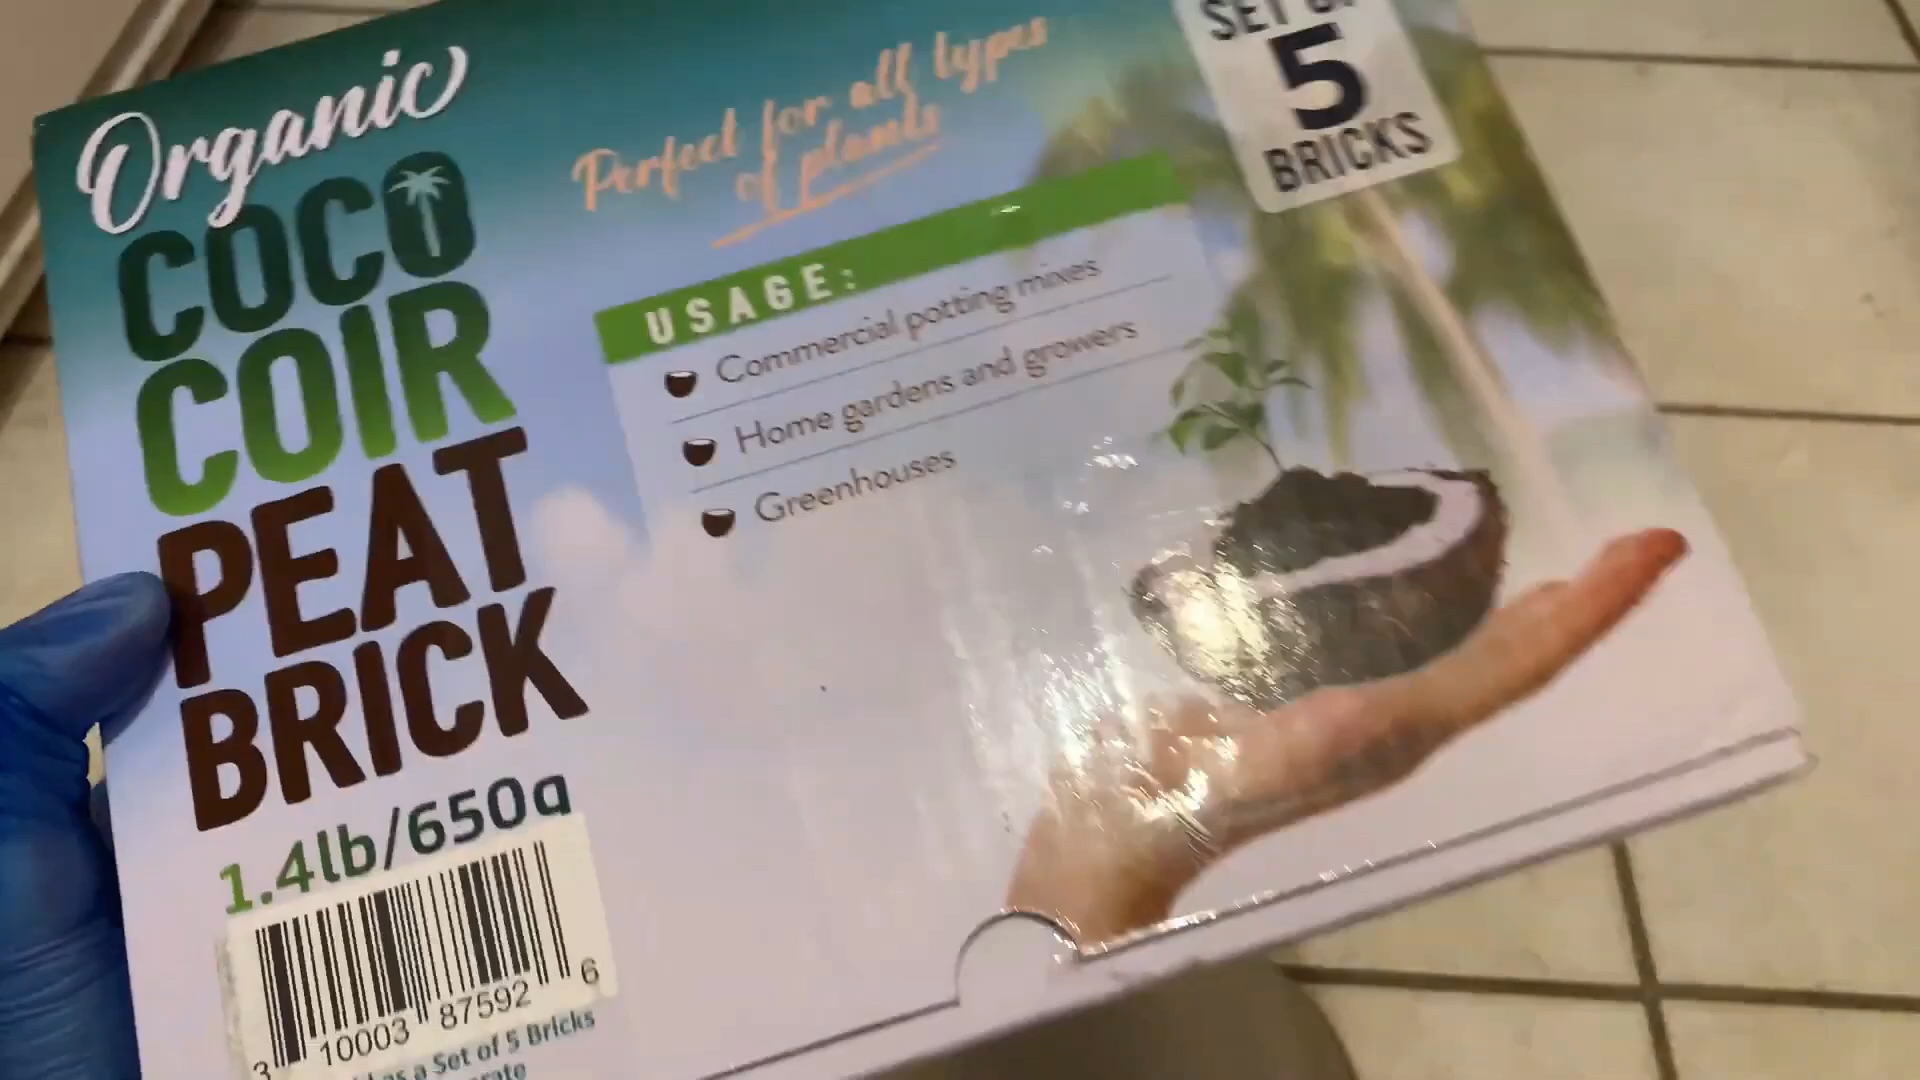 Organic
COCO
COIR
PEAT
BRICK
1.4lb/650g
Perfect for all types
of plants
USAGE:
Commercial potting mixes
Home gardens and growers
Greenhouses
SET OF
5
BRICKS
3 10003 87592 6
as a Set of 5 Bricks